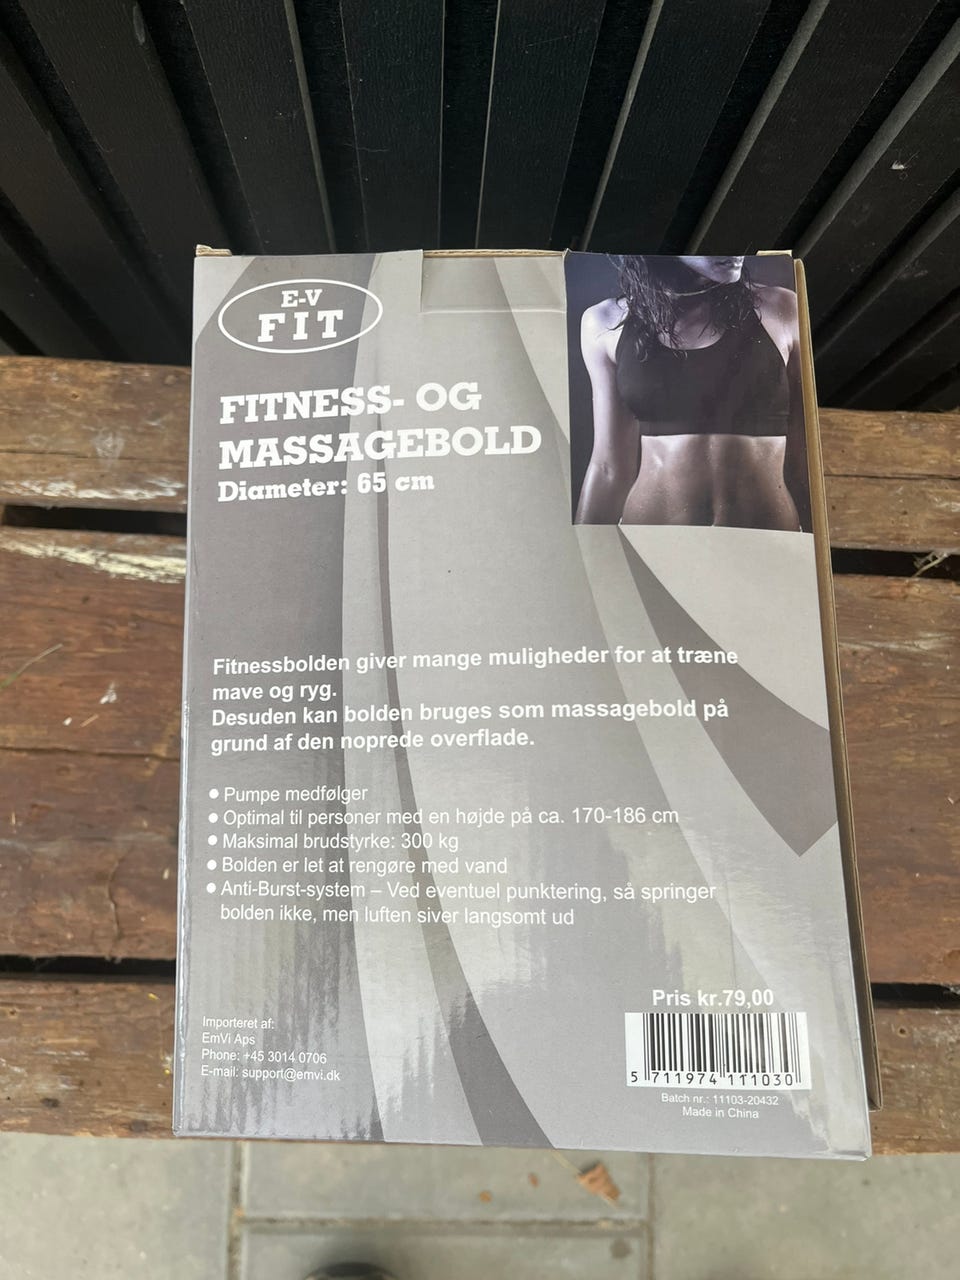 E-V
FIT
FITNESS- OG
MASSAGEBOLD
Diameter: 65 cm
Fitnessbolden giver mange muligheder for at træne
mave og ryg.
Desuden kan bolden bruges som massagebold på
grund af den noprede overflade.
● Pumpe medfølger
● Optimal til personer med en højde på ca. 170-186 cm
● Maksimal brudstyrke: 300 kg
● Bolden er let at rengøre med vand
● Anti-Burst-system – Ved eventuel punktering, så springer
bolden ikke, men luften siver langsomt ud
Importeret af:
EmVi Aps
Phone: +45 3014 0706
E-mail: support@emvi.dk
Pris kr.79,00
5 711974 111030
Batch nr.: 11103-20432
Made in China